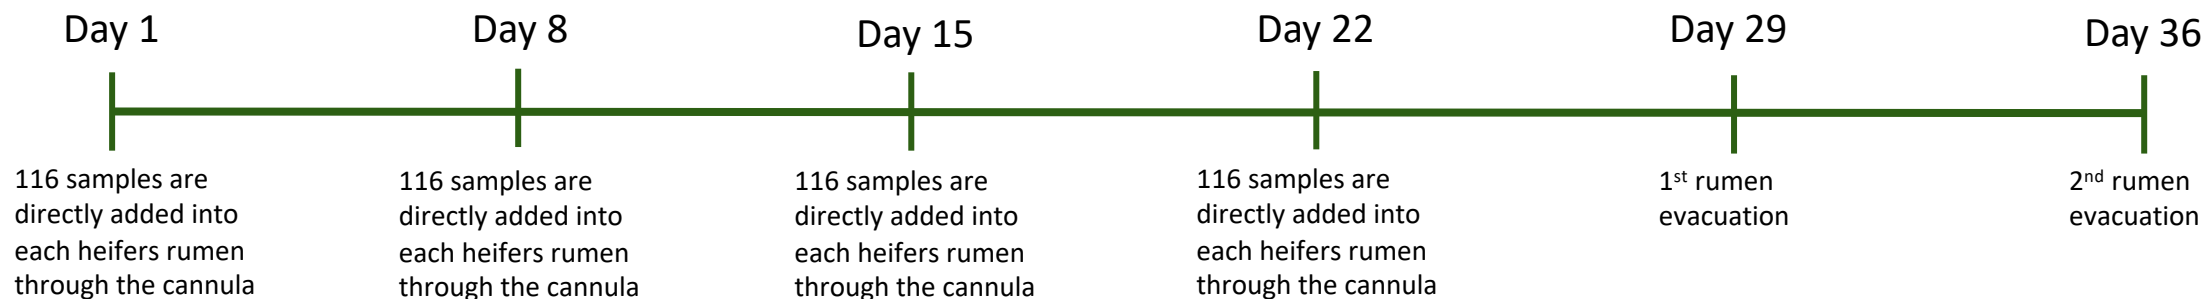 Day 1
Day 8
Day 15
Day 22
Day 29
Day 36
116 samples are
directly added into
each heifers rumen
through the cannula
116 samples are
directly added into
each heifers rumen
through the cannula
116 samples are
directly added into
each heifers rumen
through the cannula
116 samples are
directly added into
each heifers rumen
through the cannula
1st rumen
evacuation
2nd rumen
evacuation